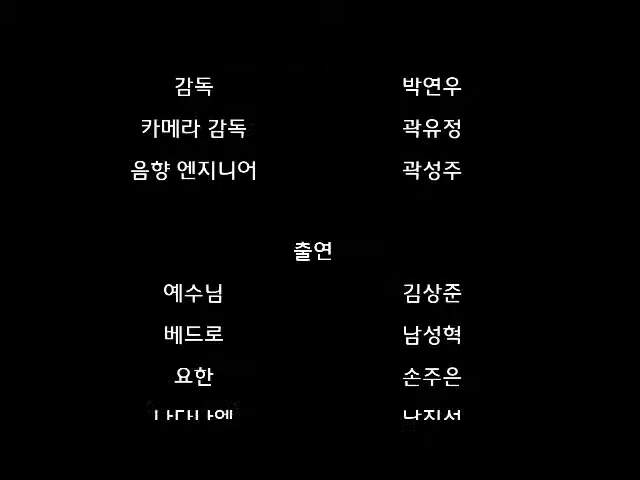 감독 박연우
카메라 감독 곽유정
음향 엔지니어 곽성주
출연
예수님 김상준
베드로 남성혁
요한 손주은